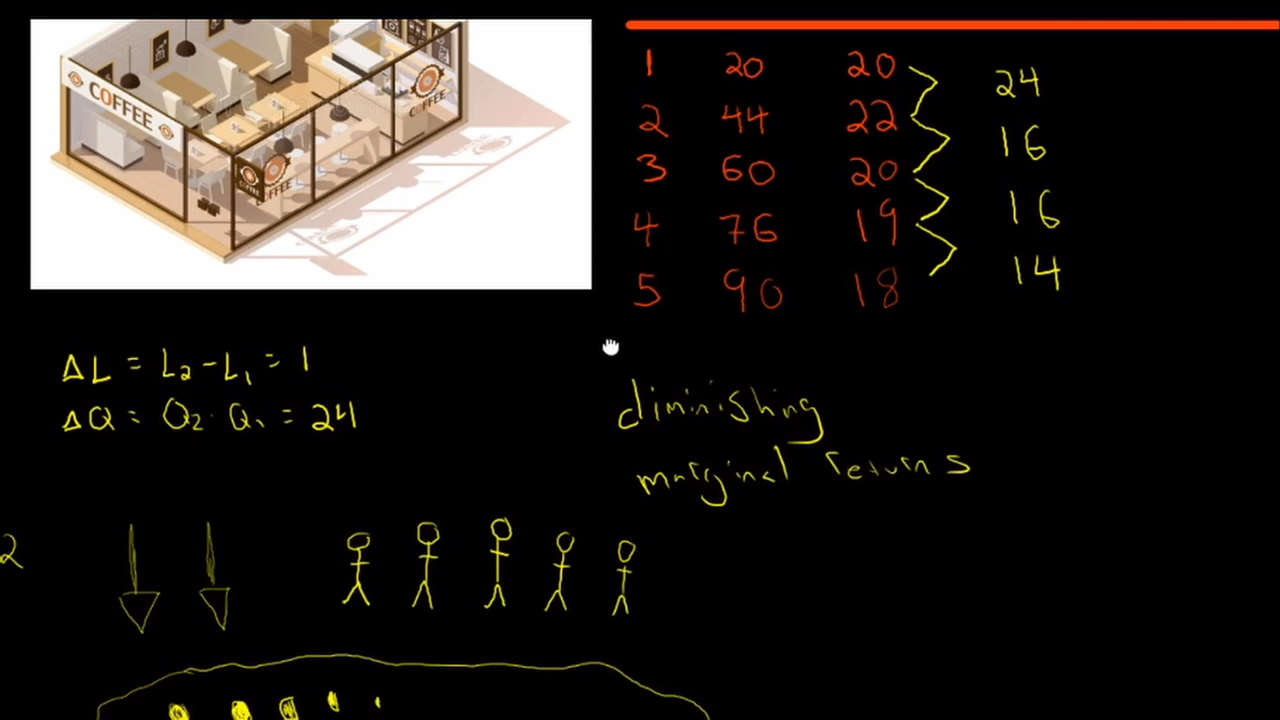 COFFEE
COFFEE
COFFEE
1 20 20
2 44 22
3 60 20
4 76 19
5 90 18
24
16
16
14
ΔL = L2 - L1 = 1
ΔQ = Q2 - Q1 = 24
diminishing
marginal returns
2